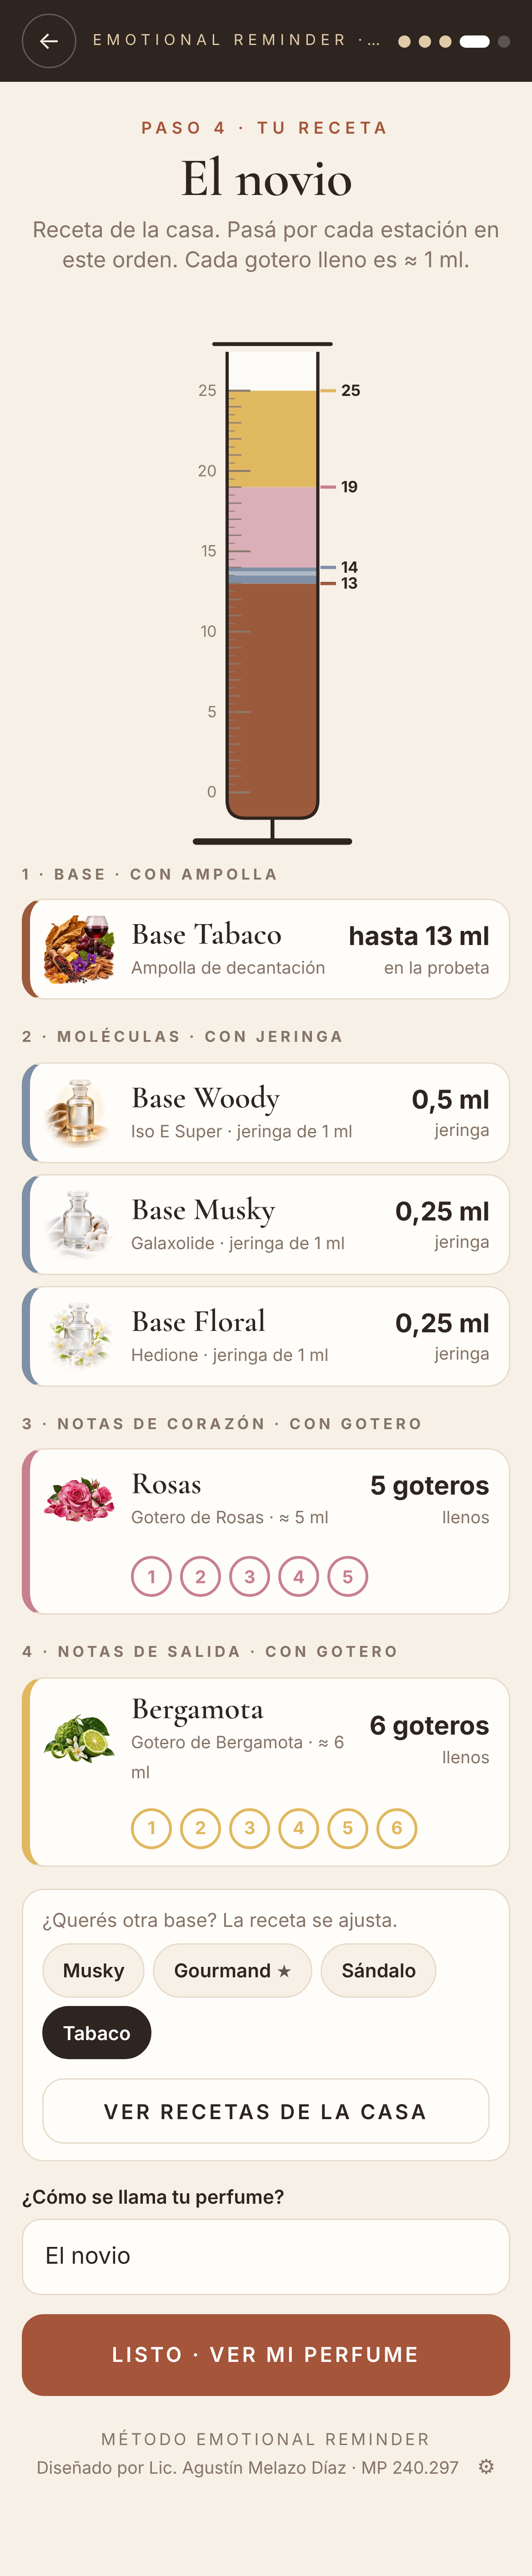 EMOTIONAL REMINDER · ...
PASO 4 · TU RECETA
El novio
Receta de la casa. Pasá por cada estación en
este orden. Cada gotero lleno es ≈ 1 ml.
25
25
20
19
15
14
13
10
5
0
1 · BASE · CON AMPOLLA
Base Tabaco
hasta 13 ml
Ampolla de decantación
en la probeta
2 · MOLÉCULAS · CON JERINGA
Base Woody
0,5 ml
Iso E Super · jeringa de 1 ml
jeringa
Base Musky
0,25 ml
Galaxolide · jeringa de 1 ml
jeringa
Base Floral
0,25 ml
Hedione · jeringa de 1 ml
jeringa
3 · NOTAS DE CORAZÓN · CON GOTERO
Rosas
5 goteros
Gotero de Rosas · ≈ 5 ml
llenos
1 2 3 4 5
4 · NOTAS DE SALIDA · CON GOTERO
Bergamota
6 goteros
Gotero de Bergamota · ≈ 6
ml
llenos
1 2 3 4 5 6
¿Querés otra base? La receta se ajusta.
Musky Gourmand ★ Sándalo
Tabaco
VER RECETAS DE LA CASA
¿Cómo se llama tu perfume?
El novio
LISTO · VER MI PERFUME
MÉTODO EMOTIONAL REMINDER
Diseñado por Lic. Agustín Melazo Díaz · MP 240.297 ⚙